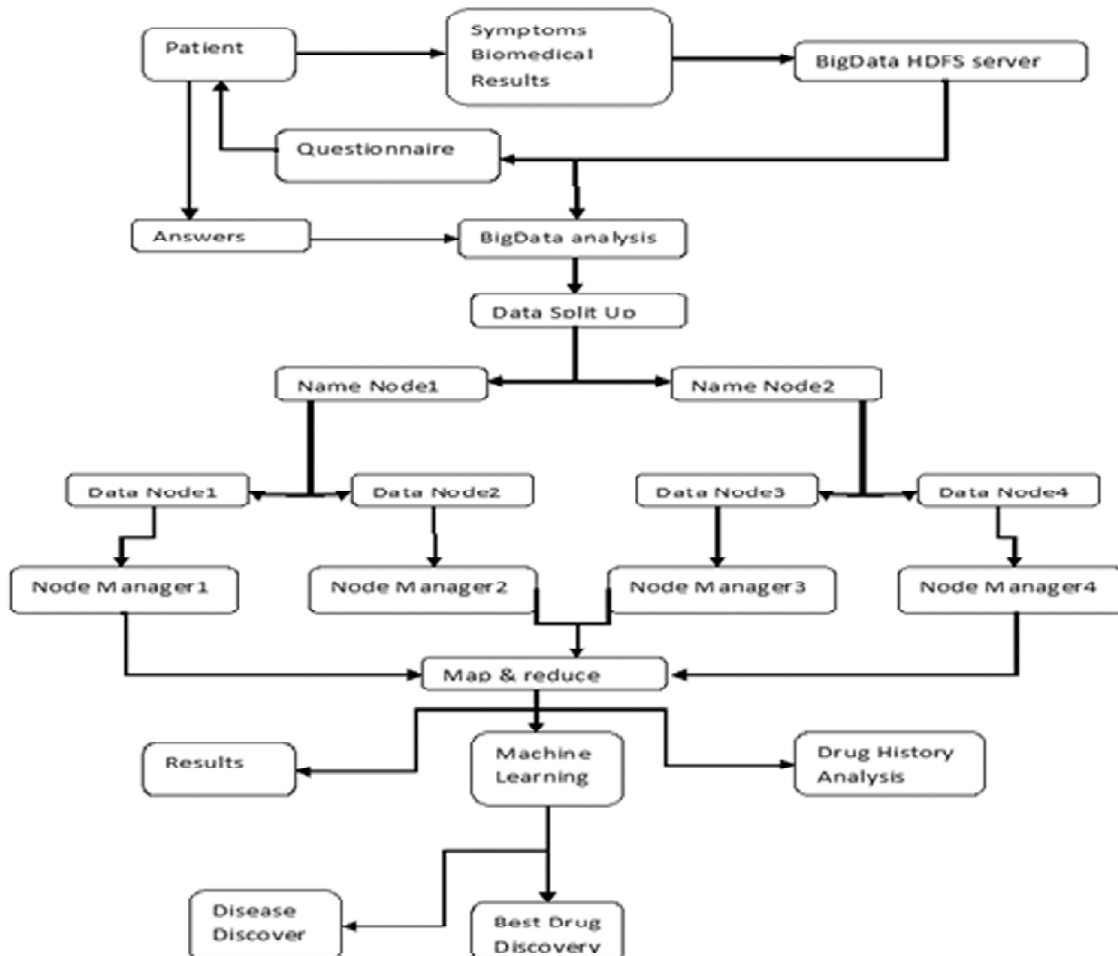 Patient
Symptoms
Biomedical
Results
BigData HDFS server
Questionnaire
Answers
BigData analysis
Data Split Up
Name Node1
Name Node2
Data Node1
Data Node2
Data Node3
Data Node4
Node Manager1
Node Manager2
Node Manager3
Node Manager4
Map & reduce
Results
Machine
Learning
Drug History
Analysis
Disease
Discover
Best Drug
Discovery